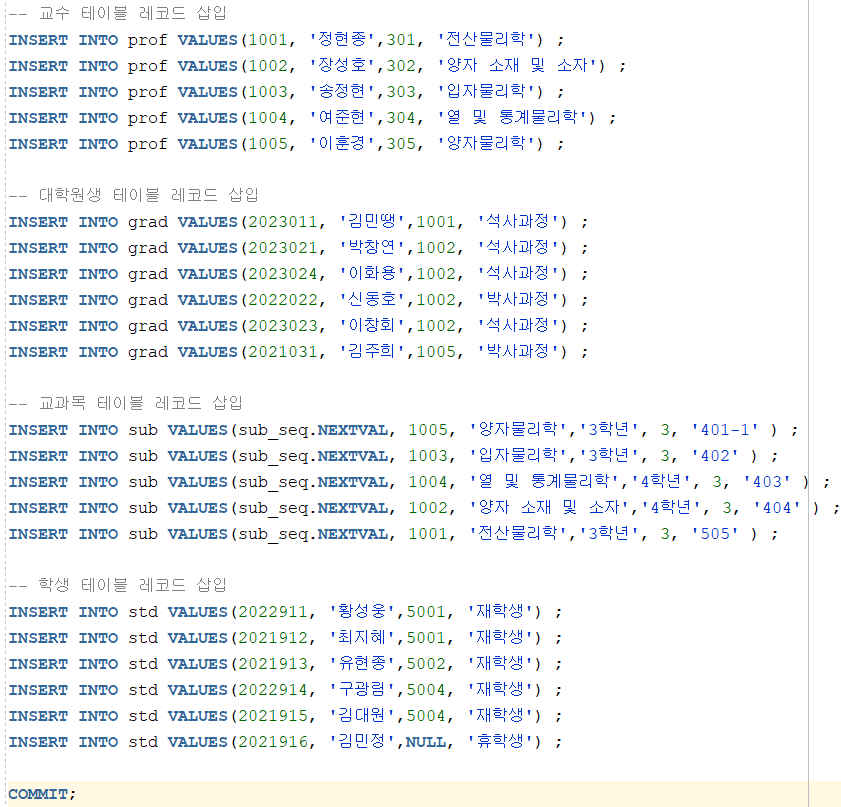 -- 교수 테이블 레코드 삽입
INSERT INTO prof VALUES(1001, '정현종',301, '전산물리학') ;
INSERT INTO prof VALUES(1002, '장성호',302, '양자 소재 및 소자') ;
INSERT INTO prof VALUES(1003, '송정현',303, '입자물리학') ;
INSERT INTO prof VALUES(1004, '여준현',304, '열 및 통계물리학') ;
INSERT INTO prof VALUES(1005, '이훈경',305, '양자물리학') ;
-- 대학원생 테이블 레코드 삽입
INSERT INTO grad VALUES(2023011, '김민땡',1001, '석사과정') ;
INSERT INTO grad VALUES(2023021, '박창연',1002, '석사과정') ;
INSERT INTO grad VALUES(2023024, '이화용',1002, '석사과정') ;
INSERT INTO grad VALUES(2022022, '신동호',1002, '박사과정') ;
INSERT INTO grad VALUES(2023023, '이창회',1002, '석사과정') ;
INSERT INTO grad VALUES(2021031, '김주희',1005, '박사과정') ;
-- 교과목 테이블 레코드 삽입
INSERT INTO sub VALUES(sub_seq.NEXTVAL, 1005, '양자물리학','3학년', 3, '401-1' ) ;
INSERT INTO sub VALUES(sub_seq.NEXTVAL, 1003, '입자물리학','3학년', 3, '402' ) ;
INSERT INTO sub VALUES(sub_seq.NEXTVAL, 1004, '열 및 통계물리학','4학년', 3, '403' ) ;
INSERT INTO sub VALUES(sub_seq.NEXTVAL, 1002, '양자 소재 및 소자','4학년', 3, '404' ) ;
INSERT INTO sub VALUES(sub_seq.NEXTVAL, 1001, '전산물리학','3학년', 3, '505' ) ;
-- 학생 테이블 레코드 삽입
INSERT INTO std VALUES(2022911, '황성웅',5001, '재학생') ;
INSERT INTO std VALUES(2021912, '최지혜',5001, '재학생') ;
INSERT INTO std VALUES(2021913, '유현종',5002, '재학생') ;
INSERT INTO std VALUES(2022914, '구광림',5004, '재학생') ;
INSERT INTO std VALUES(2021915, '김대원',5004, '재학생') ;
INSERT INTO std VALUES(2021916, '김민정',NULL, '휴학생') ;
COMMIT;